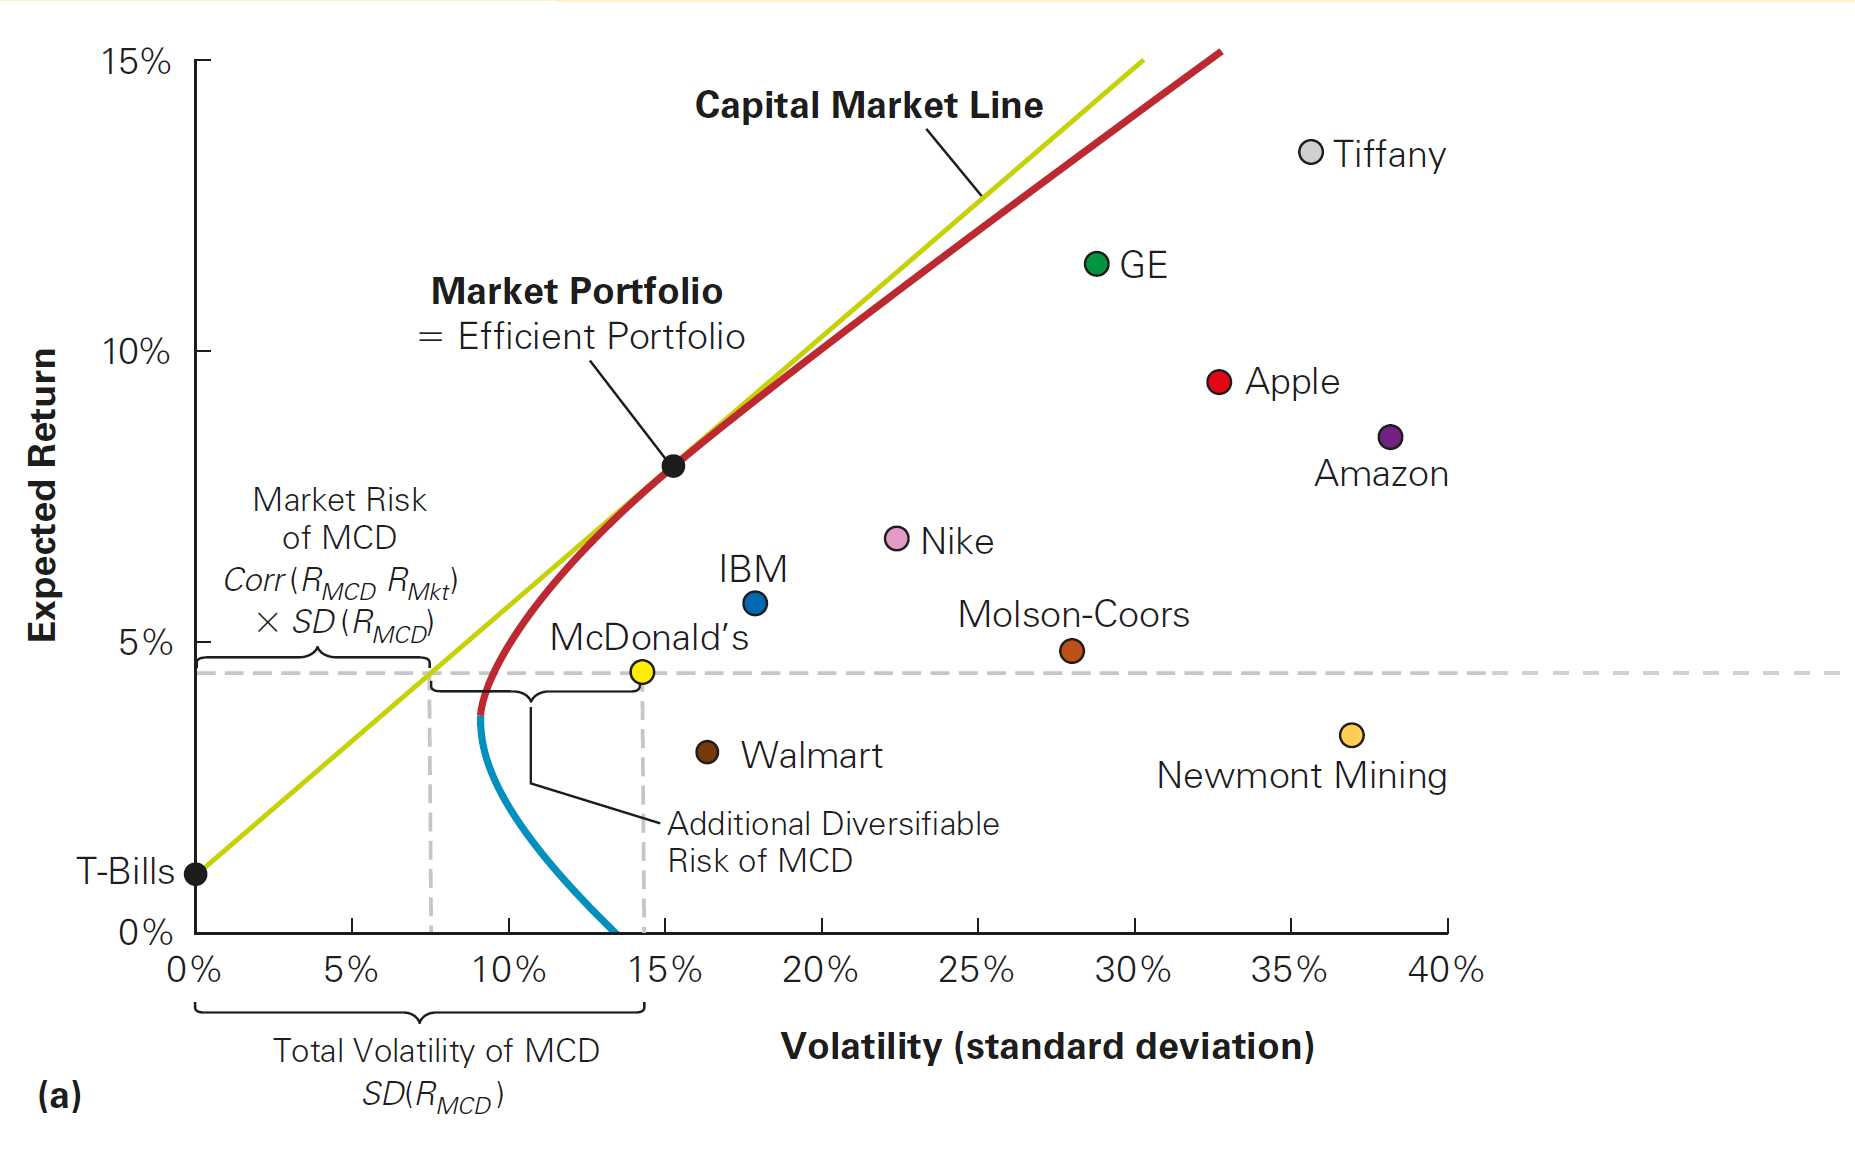 15%
Capital Market Line
Tiffany
GE
Market Portfolio
= Efficient Portfolio
10%
Apple
Amazon
Expected Return
Market Risk
of MCD
Corr(R_MCD R_Mkt)
× SD(R_MCD)
Nike
IBM
Molson-Coors
5%
McDonald's
Walmart
Newmont Mining
Additional Diversifiable
Risk of MCD
T-Bills
0%
0% 5% 10% 15% 20% 25% 30% 35% 40%
Total Volatility of MCD
SD(R_MCD)
Volatility (standard deviation)
(a)